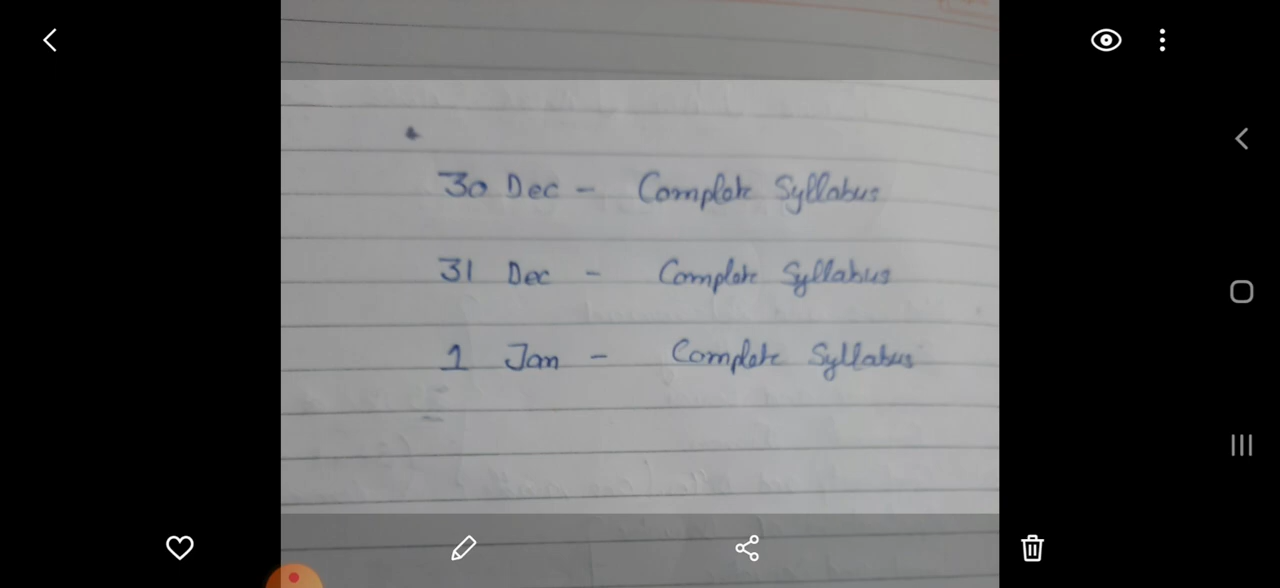 30 Dec - Complete Syllabus
31 Dec - Complete Syllabus
1 Jan - Complete Syllabus